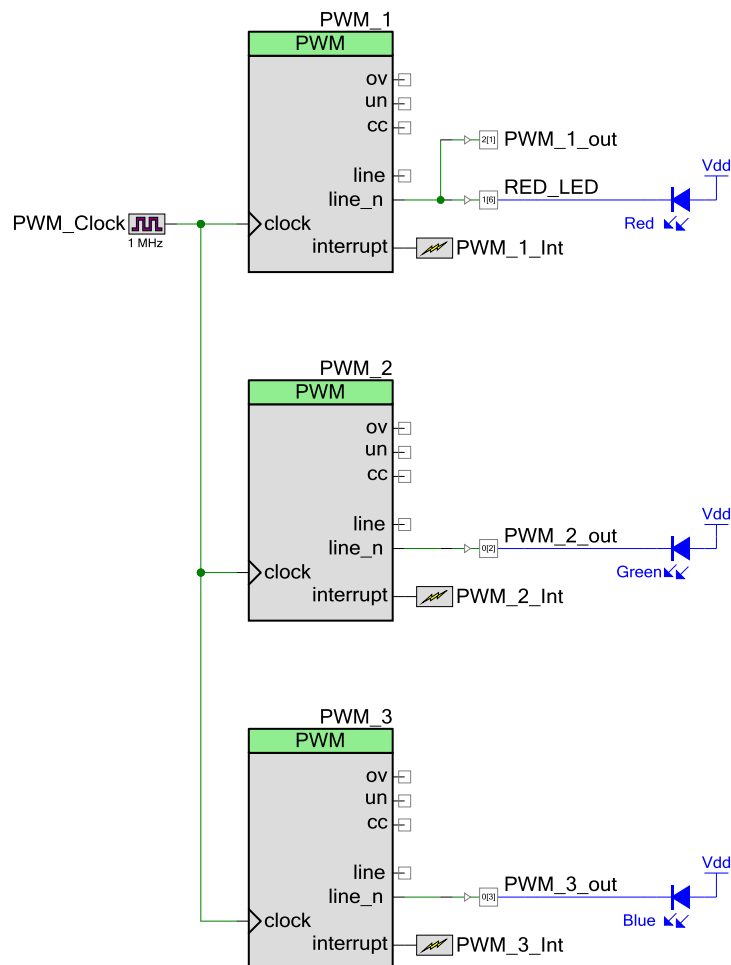 PWM_1
PWM
ov
un
cc
2[1] PWM_1_out
Vdd
line
RED_LED
line_n
1[6]
PWM_Clock
clock
Red
1 MHz
interrupt
PWM_1_Int
PWM_2
PWM
ov
un
cc
Vdd
line
PWM_2_out
line_n
0[2]
clock
Green
interrupt
PWM_2_Int
PWM_3
PWM
ov
un
cc
Vdd
line
PWM_3_out
line_n
0[3]
clock
Blue
interrupt
PWM_3_Int